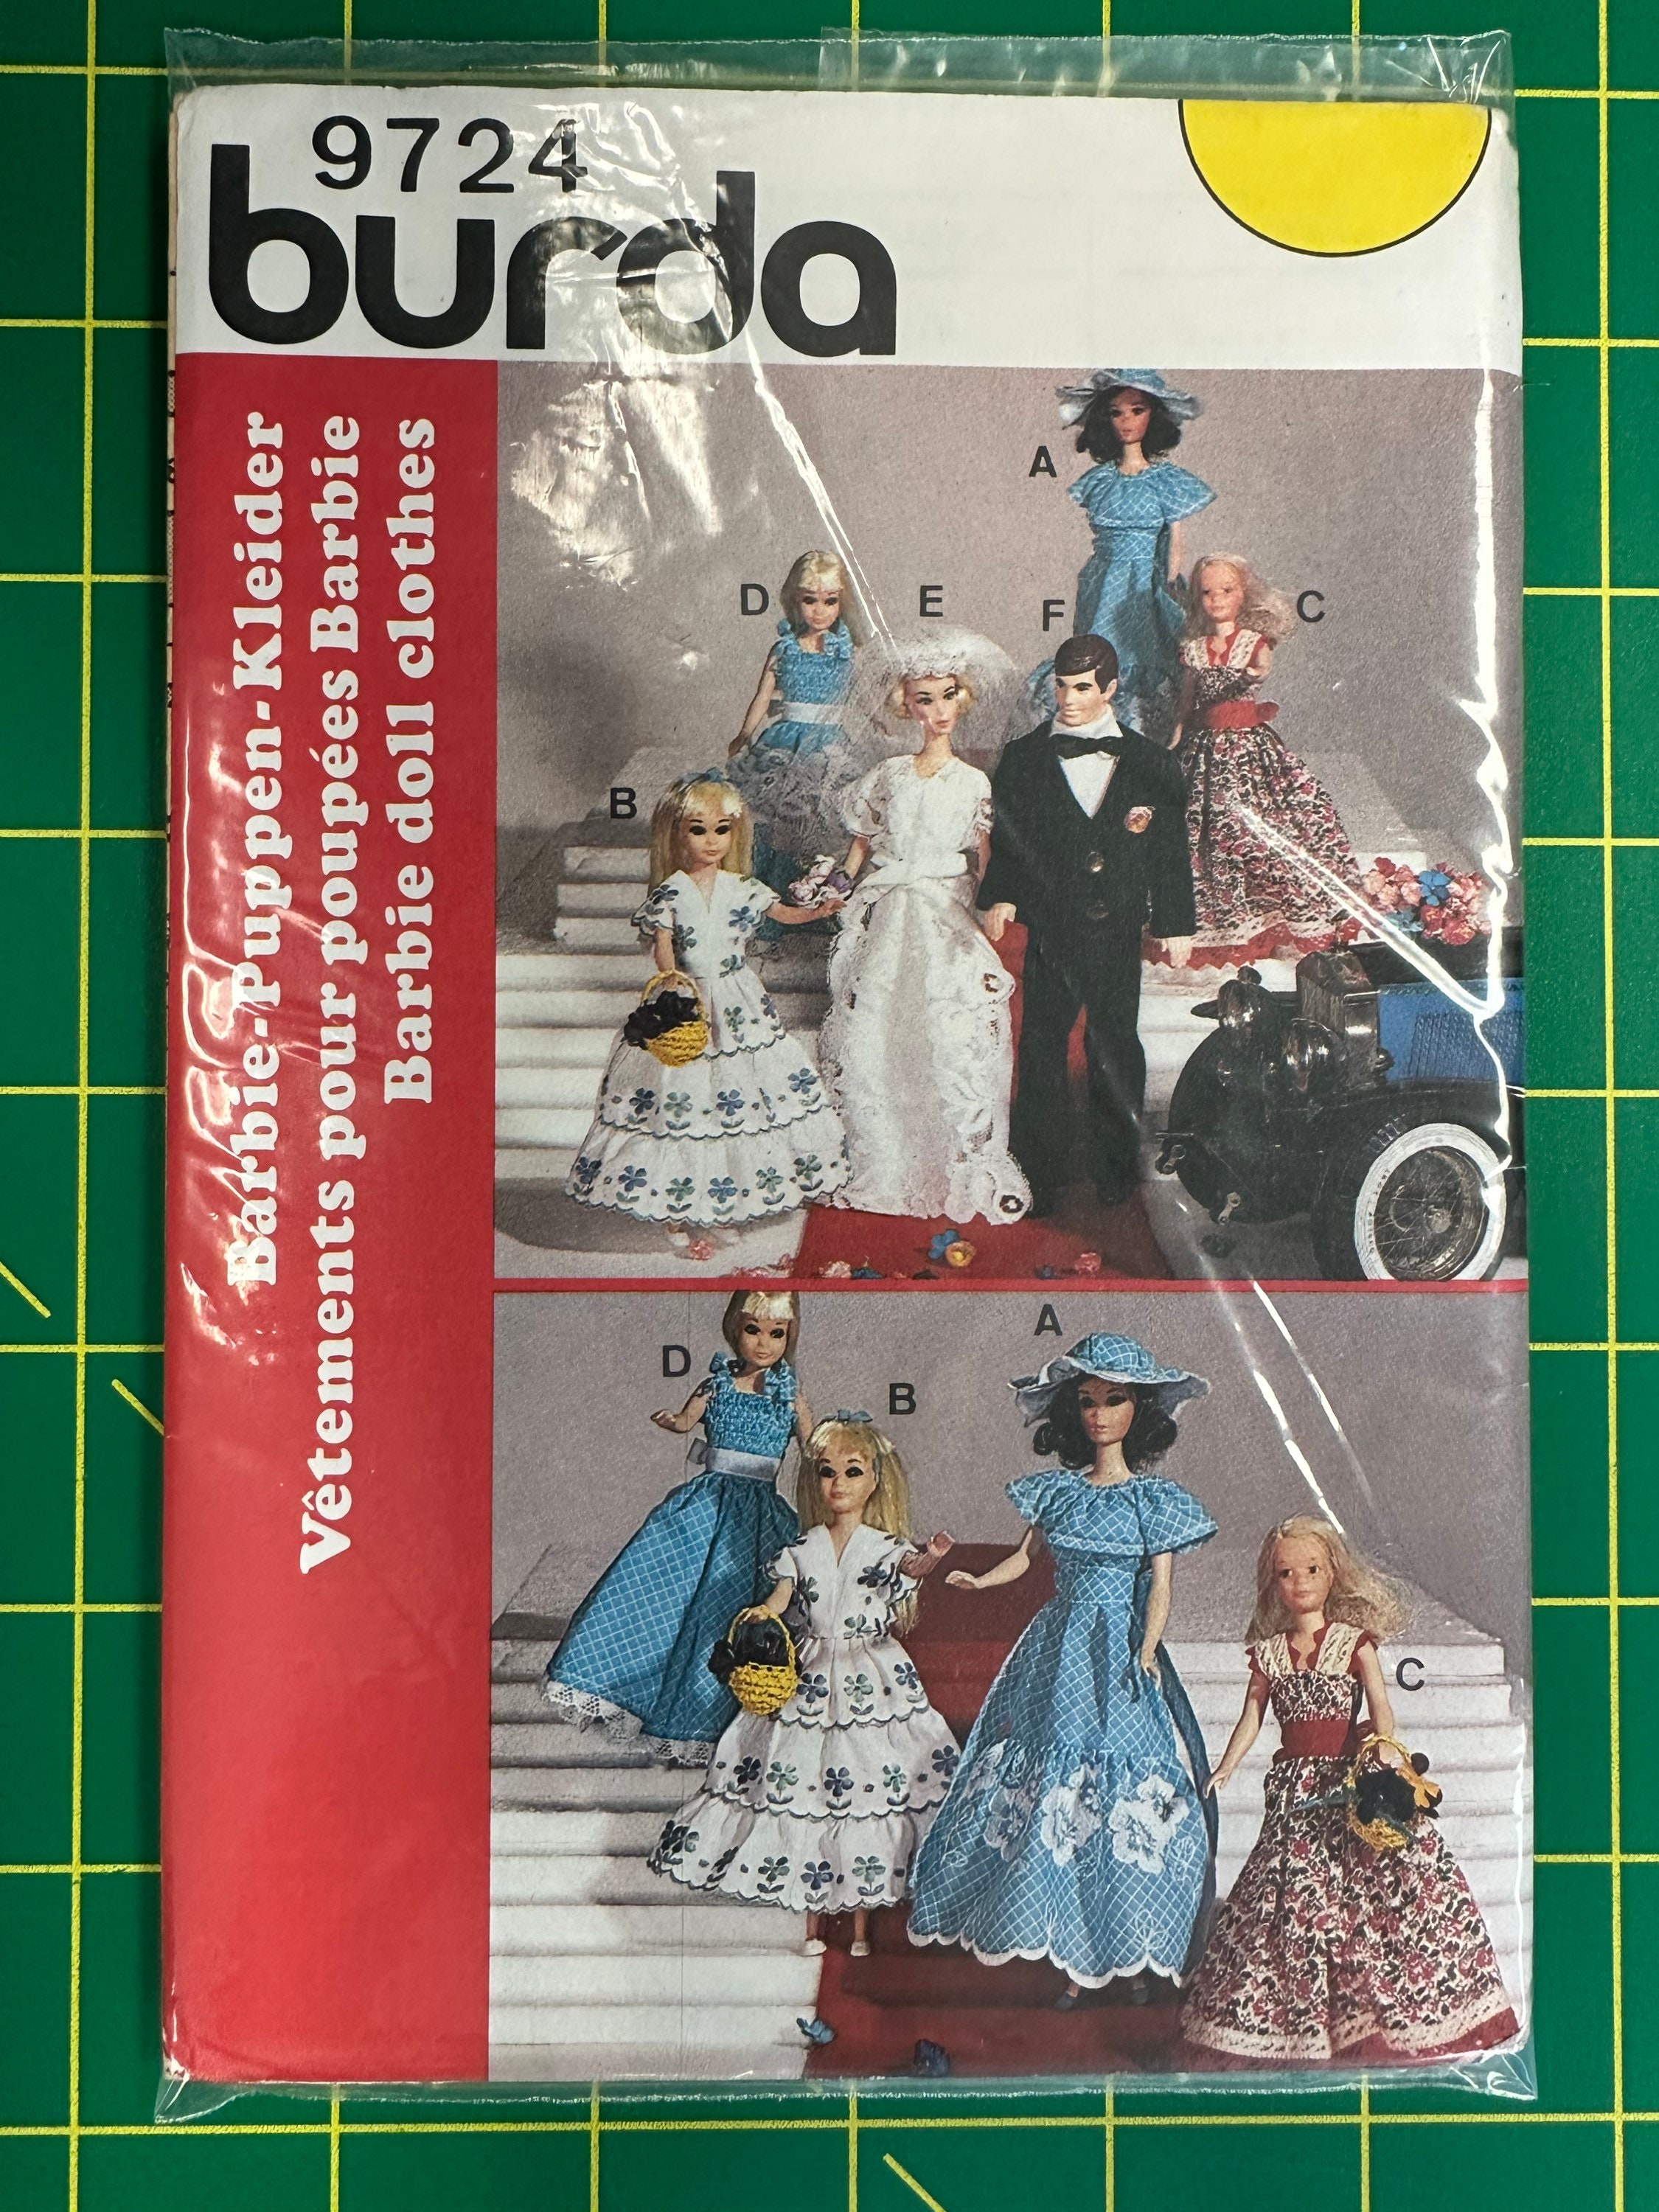 9724
burda
Barbie-Puppen-Kleider
Vêtements pour poupées Barbie
Barbie doll clothes
A
D
E
F
C
B
D
A
B
C